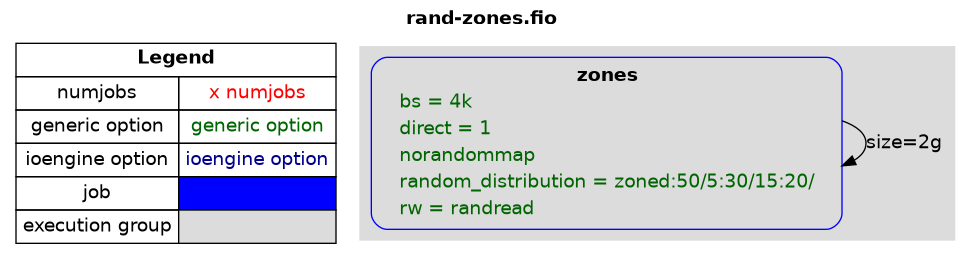 rand-zones.fio
Legend
numjobs x numjobs
generic option generic option
ioengine option ioengine option
job
execution group
zones
bs = 4k
direct = 1
norandommap
random_distribution = zoned:50/5:30/15:20/
rw = randread
size=2g